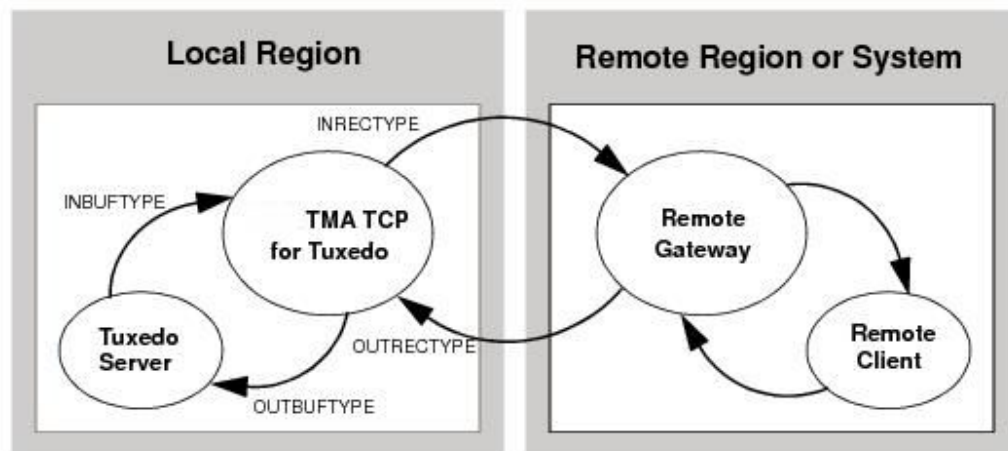 Local Region
Remote Region or System
INRECTYPE
INBUFTYPE
TMA TCP
for Tuxedo
Remote
Gateway
Tuxedo
Server
OUTRECTYPE
Remote
Client
OUTBUFTYPE